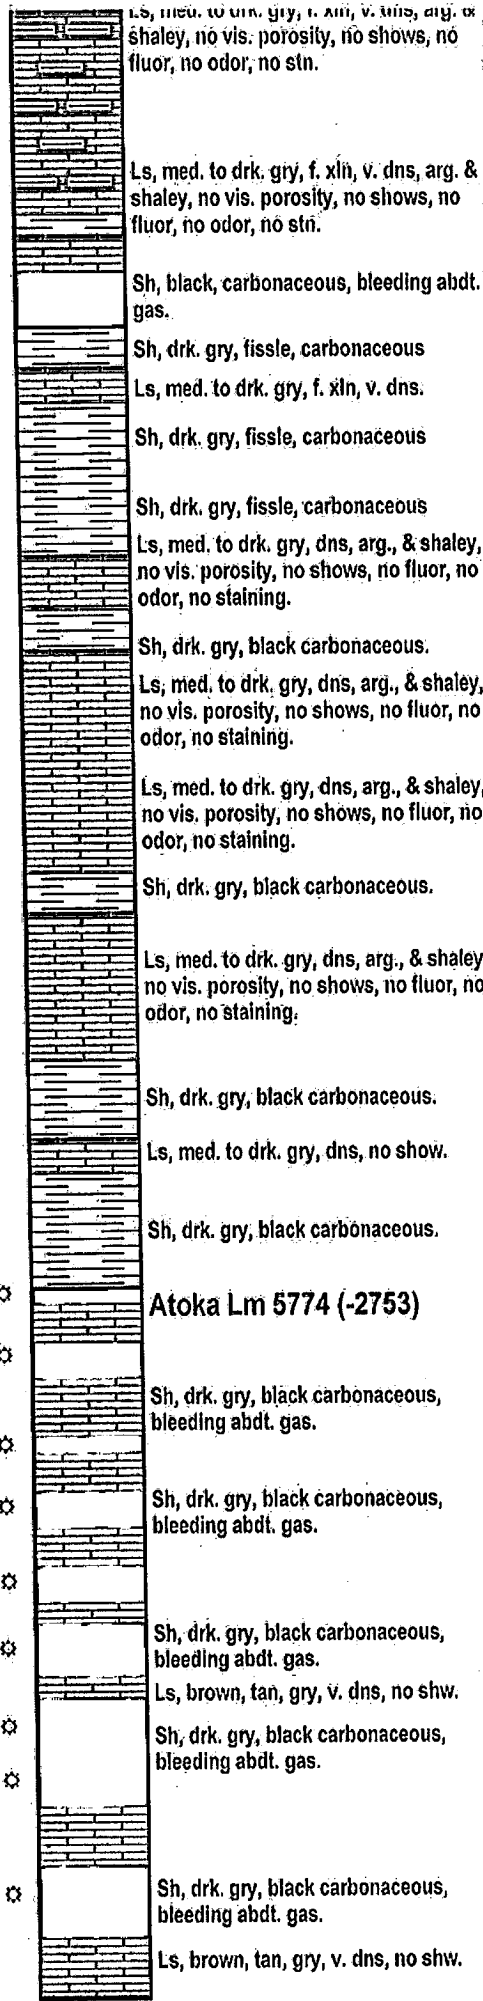 Ls, med. to drk. gry, f. xln, v. dns, arg. &
shaley, no vis. porosity, no shows, no
fluor, no odor, no stn.
Ls, med. to drk. gry, f. xln, v. dns, arg. &
shaley, no vis. porosity, no shows, no
fluor, no odor, no stn.
Sh, black, carbonaceous, bleeding abdt.
gas.
Sh, drk. gry, fissle, carbonaceous
Ls, med. to drk. gry, f. xln, v. dns.
Sh, drk. gry, fissle, carbonaceous
Sh, drk. gry, fissle, carbonaceous
Ls, med. to drk. gry, dns, arg., & shaley,
no vis. porosity, no shows, no fluor, no
odor, no staining.
Sh, drk. gry, black carbonaceous.
Ls, med. to drk. gry, dns, arg., & shaley,
no vis. porosity, no shows, no fluor, no
odor, no staining.
Ls, med. to drk. gry, dns, arg., & shaley,
no vis. porosity, no shows, no fluor, no
odor, no staining.
Sh, drk. gry, black carbonaceous.
Ls, med. to drk. gry, dns, arg., & shaley
no vis. porosity, no shows, no fluor, no
odor, no staining.
Sh, drk. gry, black carbonaceous.
Ls, med. to drk. gry, dns, no show.
Sh, drk. gry, black carbonaceous.
Atoka Lm 5774 (-2753)
Sh, drk. gry, black carbonaceous,
bleeding abdt. gas.
Sh, drk. gry, black carbonaceous,
bleeding abdt. gas.
Sh, drk. gry, black carbonaceous,
bleeding abdt. gas.
Ls, brown, tan, gry, v. dns, no shw.
Sh, drk. gry, black carbonaceous,
bleeding abdt. gas.
Sh, drk. gry, black carbonaceous,
bleeding abdt. gas.
Ls, brown, tan, gry, v. dns, no shw.